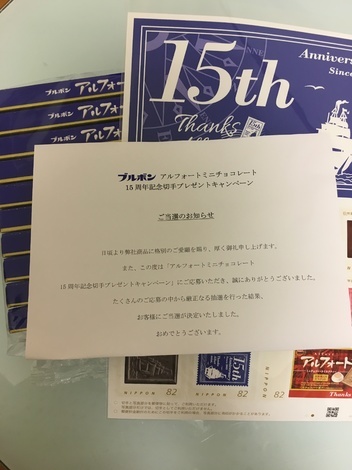 15th
Anniversa
Since
Thanks
ブルボン アルフォー
ブルボン アルフォー
ブルボン アルフォ
ブルボン アルフォートミニチョコレート
15周年記念切手プレゼントキャンペーン
ご当選のお知らせ
日頃より弊社商品に格別のご愛顧を賜り、厚く御礼申し上げます。
また、この度は「アルフォートミニチョコレート
15周年記念切手プレゼントキャンペーン」にご応募いただき、誠にありがとうございました。
たくさんのご応募の中から厳正なる抽選を行った結果、
お客様にご当選が決定いたしました。
おめでとうございます。
アルフォート
15th
Thanks
NIPPON 82
NIPPON 82
NIPPON 82